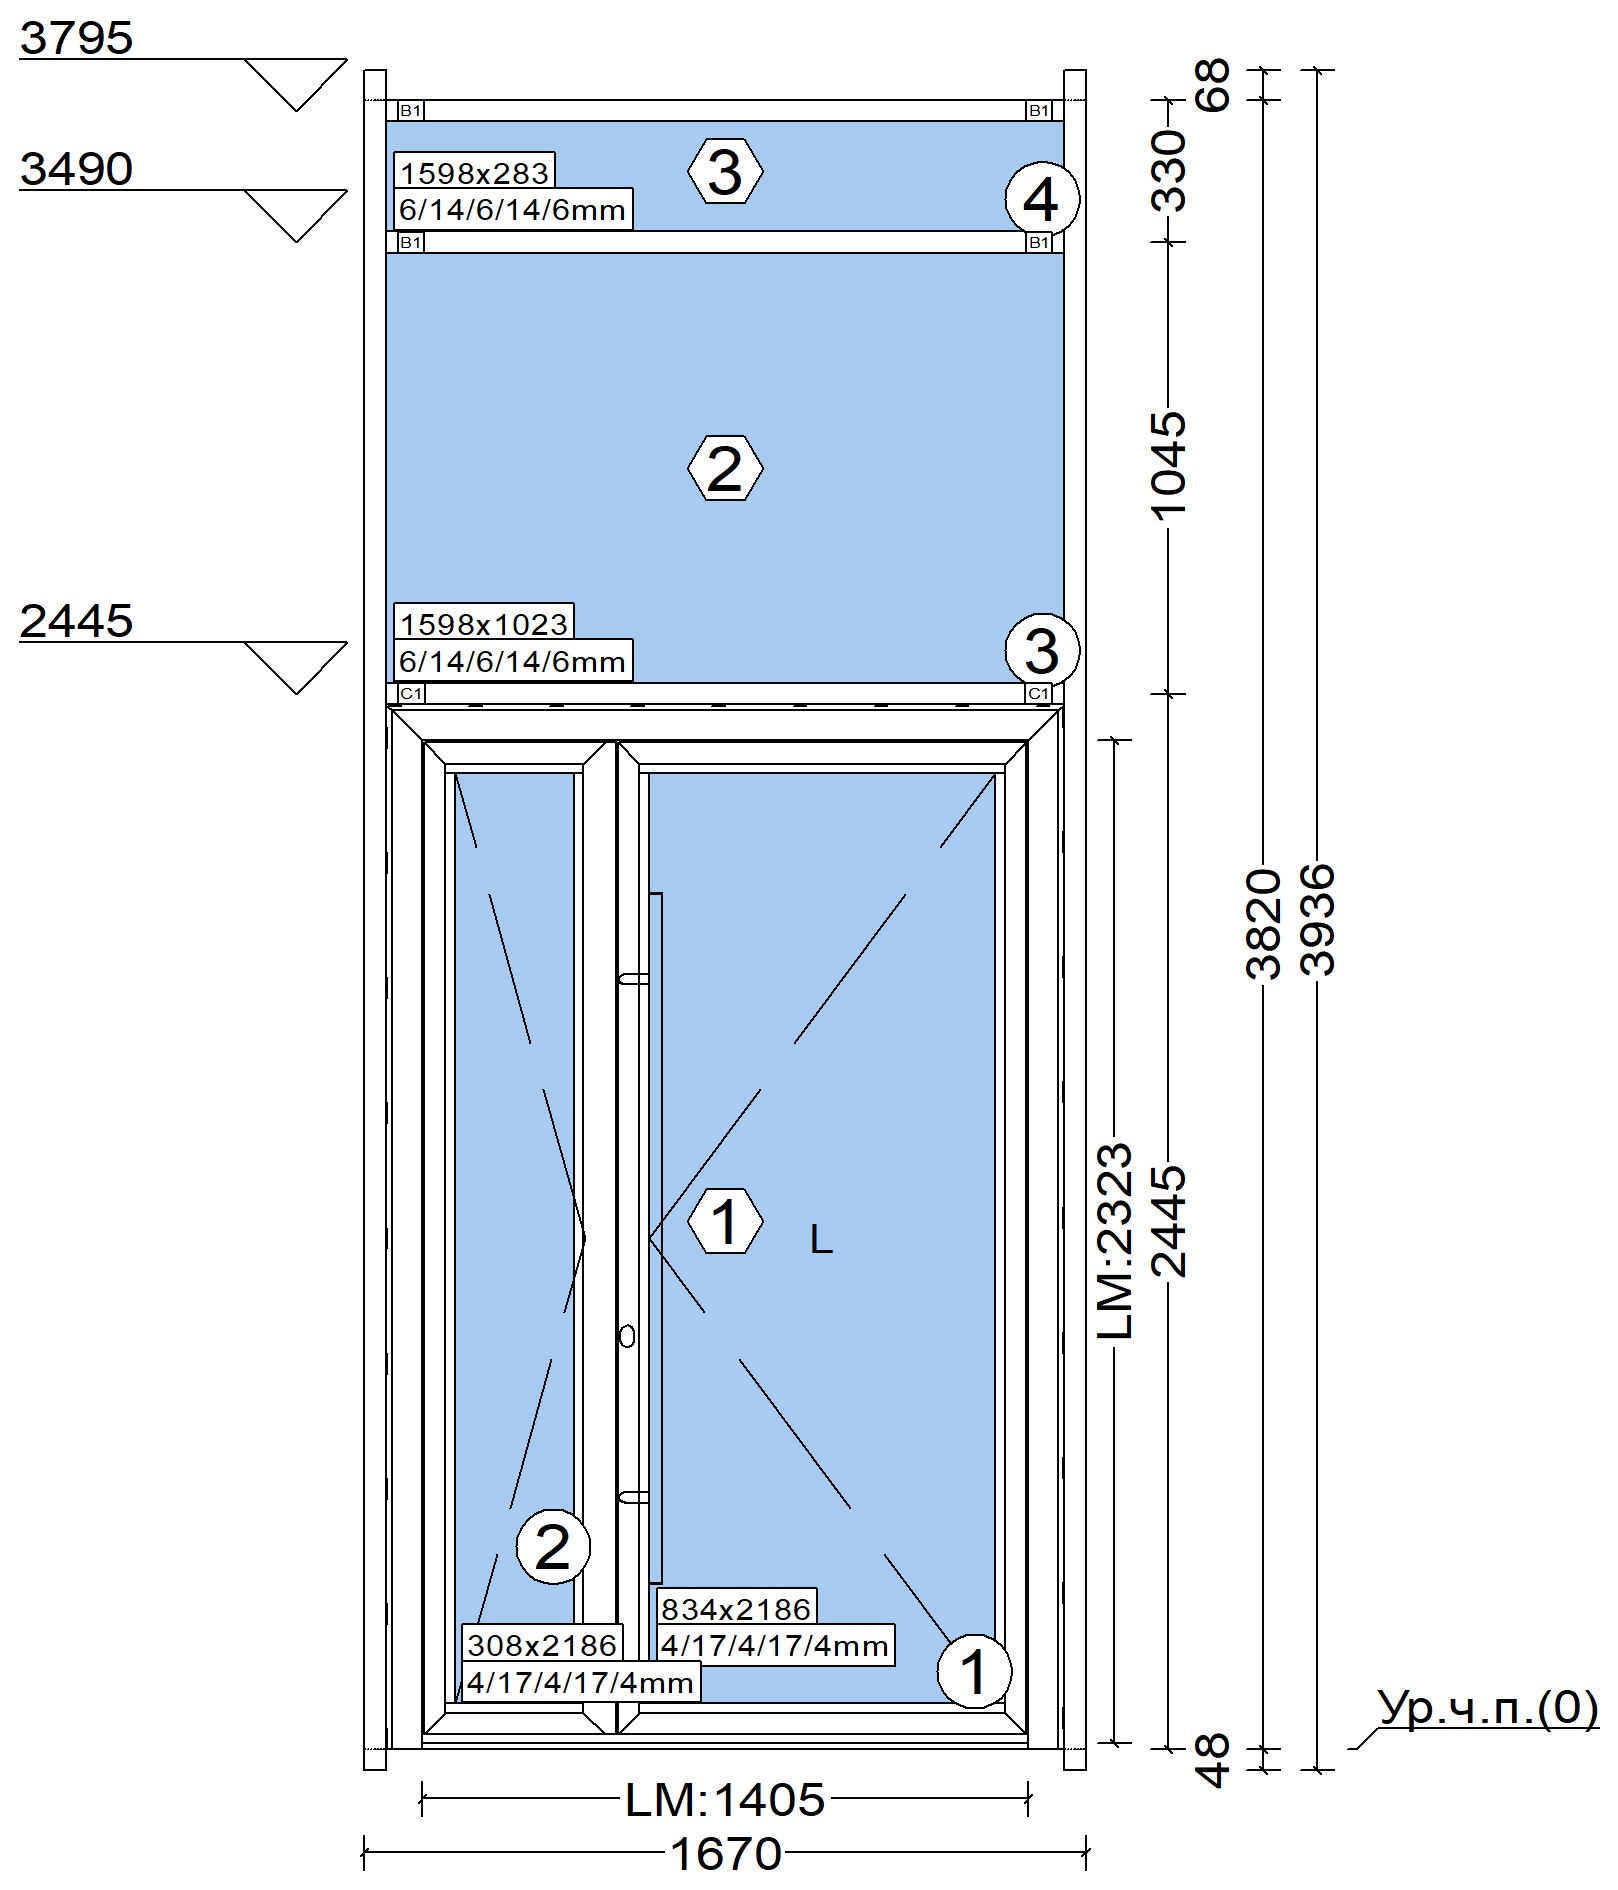 3795
68
B1
B1
3
3490
1598x283
6/14/6/14/6mm
4
330
B1
B1
2
1045
2445
1598x1023
6/14/6/14/6mm
3
C1
C1
3820
3936
1
L
LM:2323
2445
2
834x2186
4/17/4/17/4mm
308x2186
4/17/4/17/4mm
1
Ур.ч.п.(0)
48
LM:1405
1670